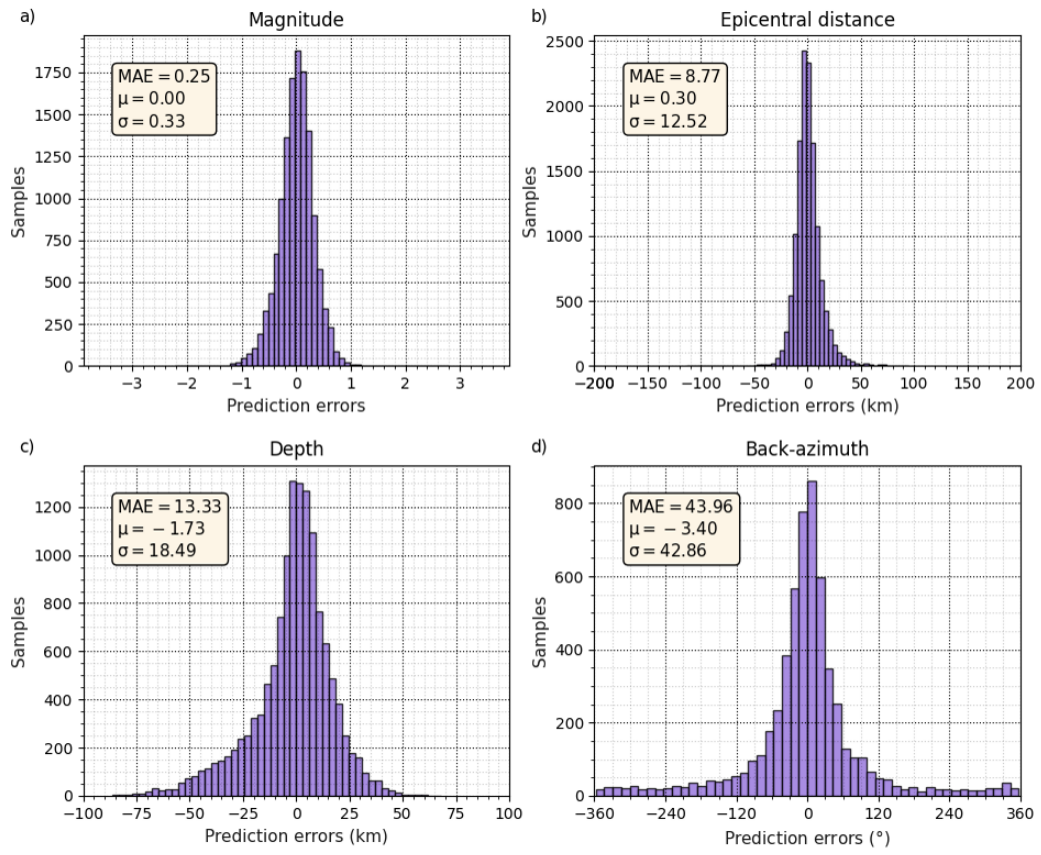 a)
Magnitude
MAE = 0.25
μ = 0.00
σ = 0.33
Samples
1750
1500
1250
1000
750
500
250
0
−3 −2 −1 0 1 2 3
Prediction errors
b)
Epicentral distance
MAE = 8.77
μ = 0.30
σ = 12.52
Samples
2500
2000
1500
1000
500
0
−200 −150 −100 −50 0 50 100 150 200
Prediction errors (km)
c)
Depth
MAE = 13.33
μ = −1.73
σ = 18.49
Samples
1200
1000
800
600
400
200
0
−100 −75 −50 −25 0 25 50 75 100
Prediction errors (km)
d)
Back-azimuth
MAE = 43.96
μ = −3.40
σ = 42.86
Samples
800
600
400
200
0
−360 −240 −120 0 120 240 360
Prediction errors (°)